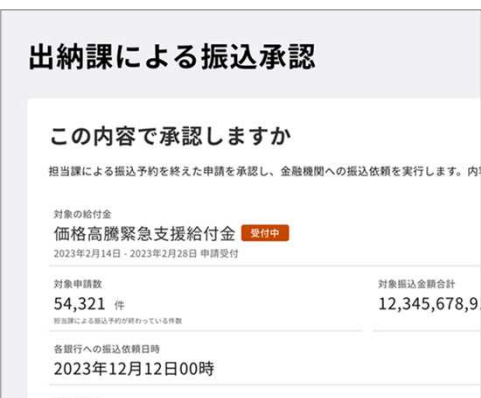 出納課による振込承認
この内容で承認しますか
担当課による振込予約を終えた申請を承認し、金融機関への振込依頼を実行します。内
対象の給付金
価格高騰緊急支援給付金 受付中
2023年2月14日 - 2023年2月28日 申請受付
対象申請数 対象振込金額合計
54,321 件 12,345,678,9
担当課による振込予約が終わっている件数
各銀行への振込依頼日時
2023年12月12日00時